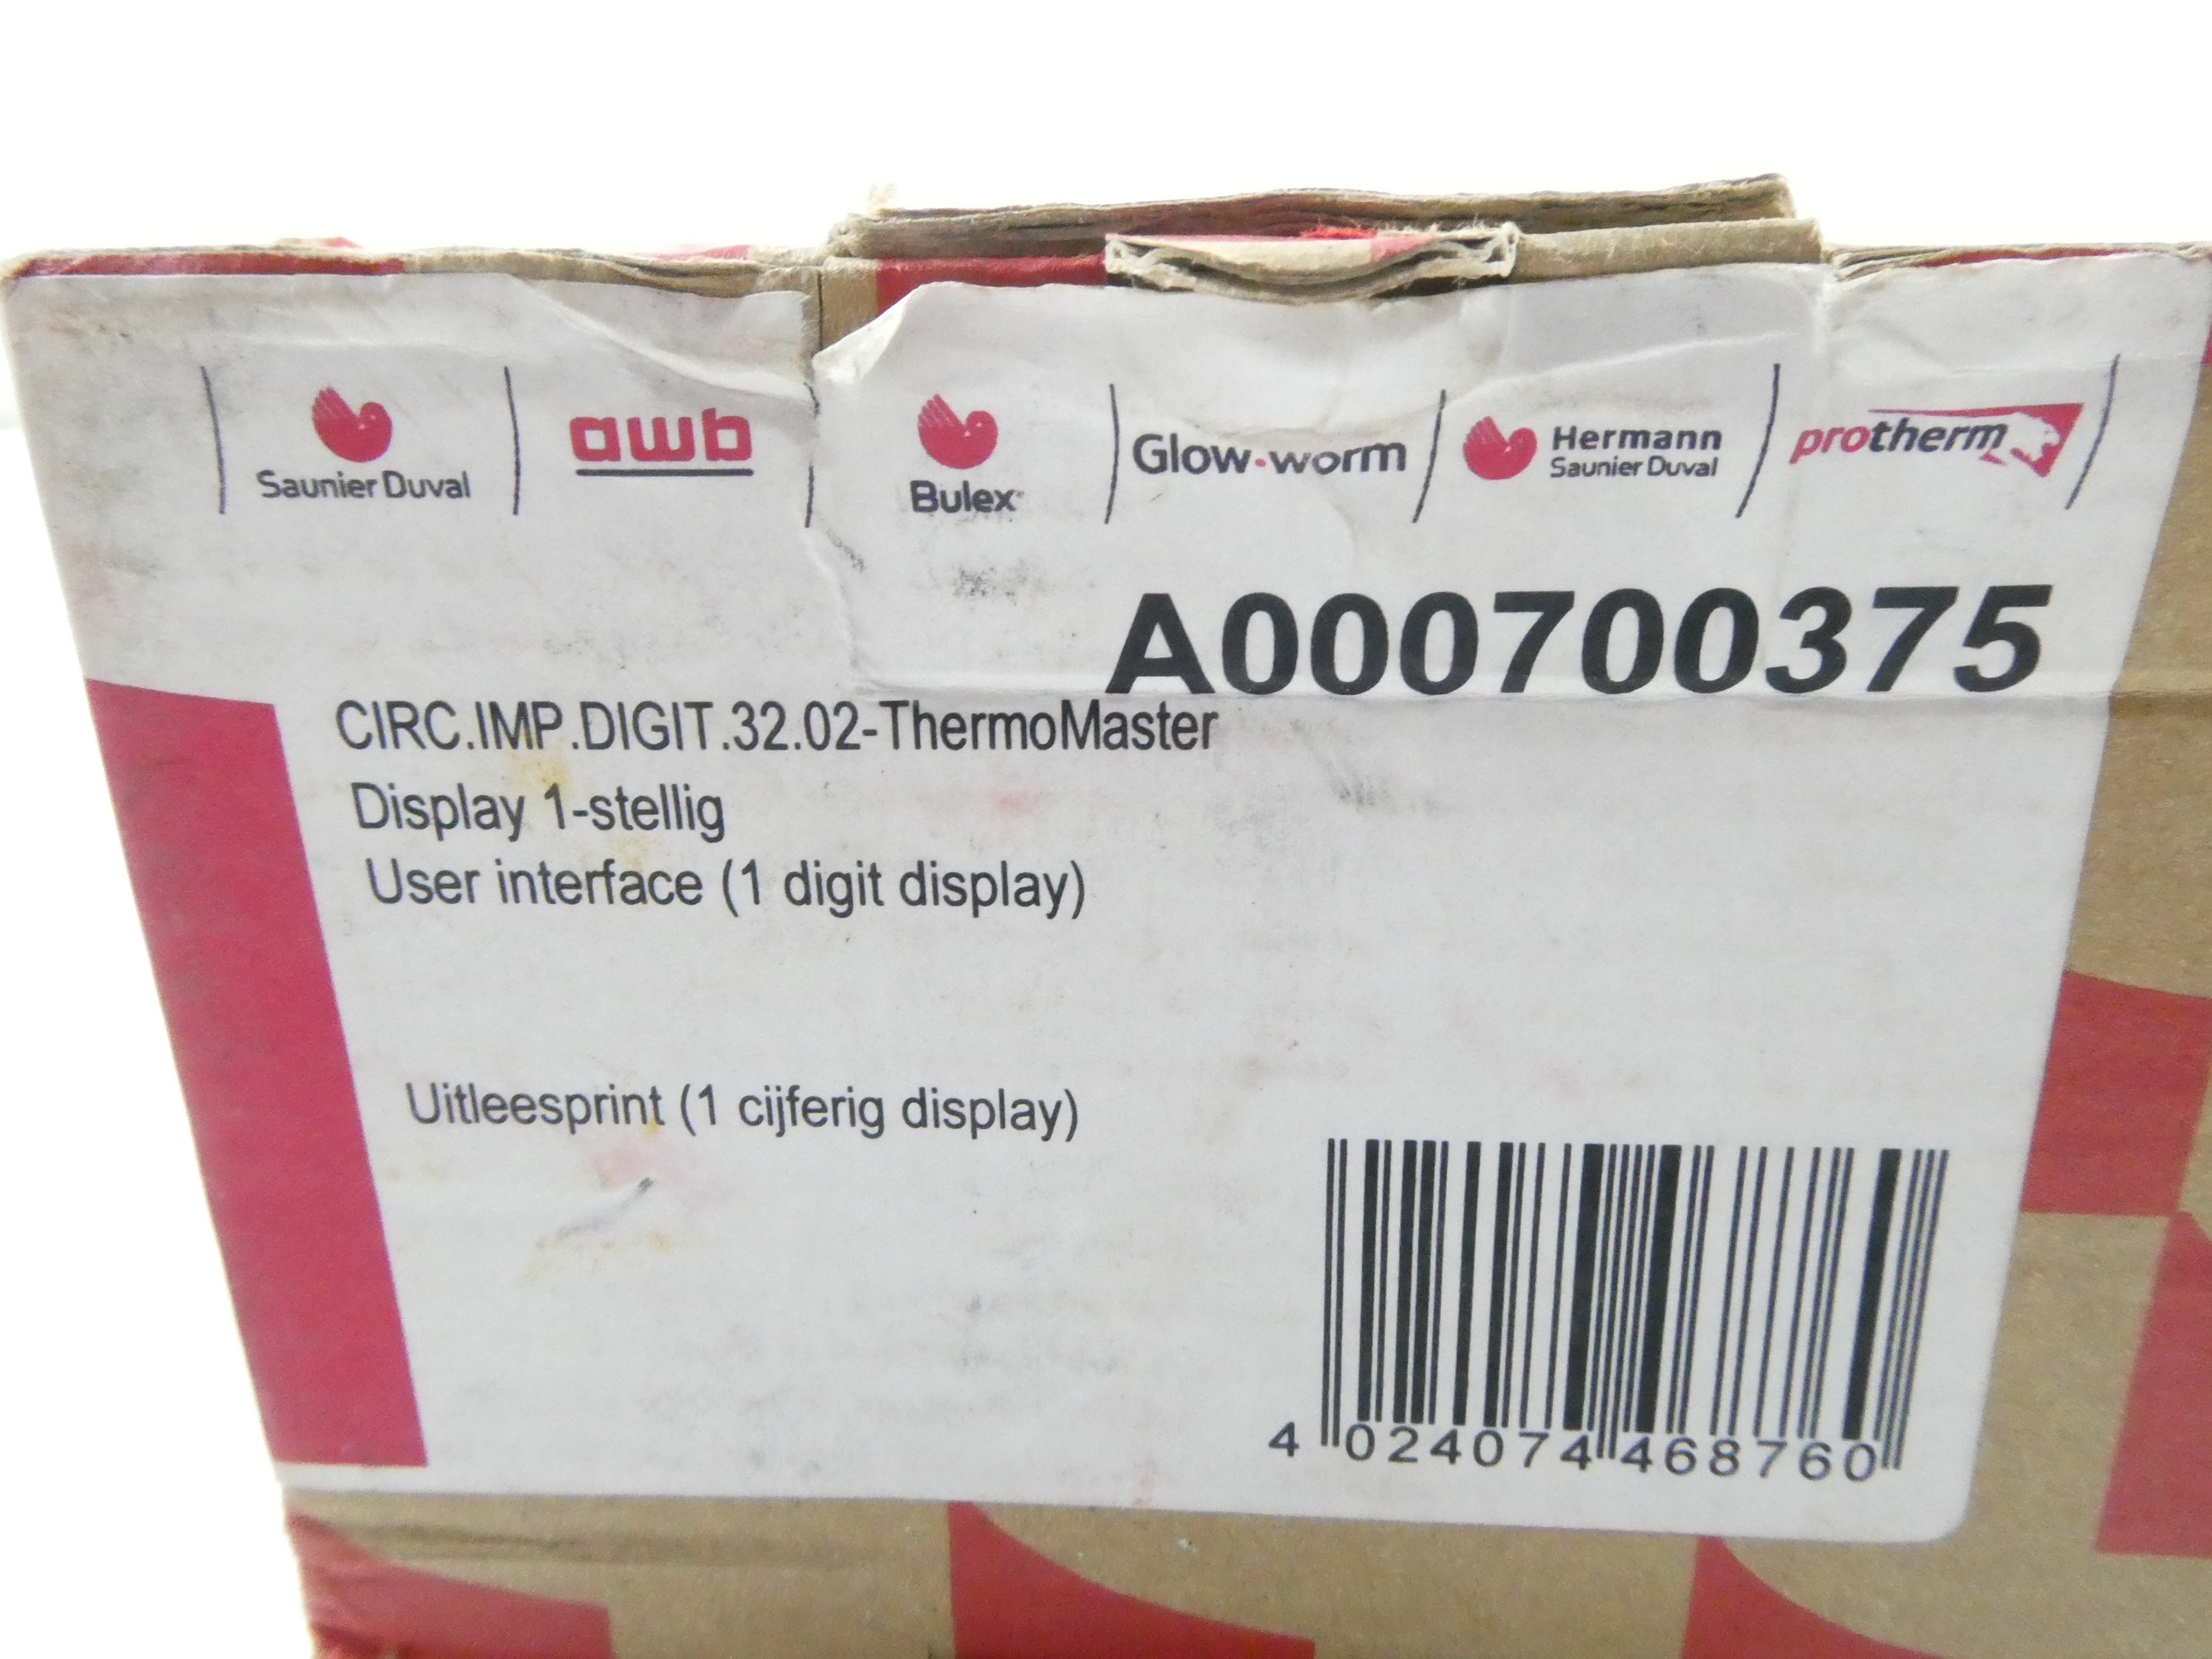 Saunier Duval awb Bulex Glow-worm Hermann Saunier Duval protherm
A000700375
CIRC.IMP.DIGIT.32.02-ThermoMaster
Display 1-stellig
User interface (1 digit display)
Uitleesprint (1 cijferig display)
4 024074 468760